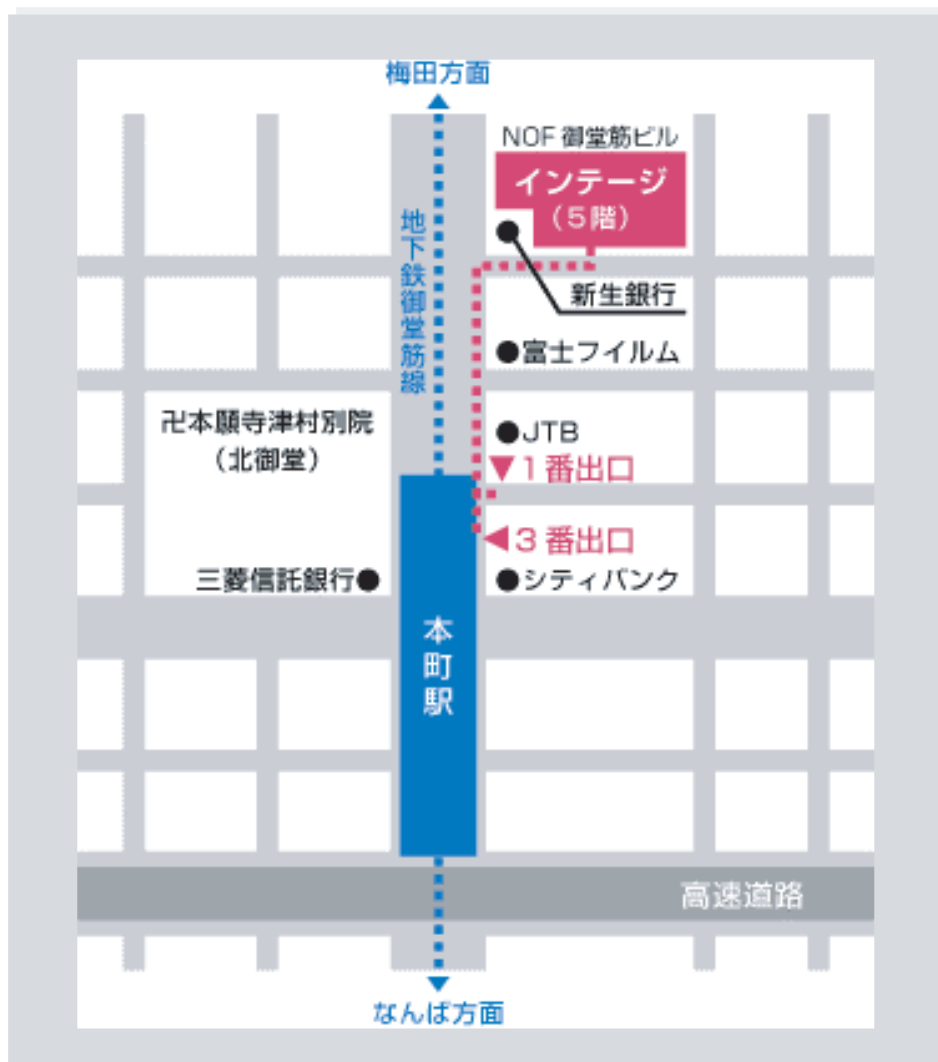 梅田方面
NOF 御堂筋ビル
インテージ
(5階)
地下鉄御堂筋線
新生銀行
●富士フイルム
卍本願寺津村別院
(北御堂)
●JTB
▼1番出口
◀3番出口
三菱信託銀行●
●シティバンク
本町駅
高速道路
なんば方面